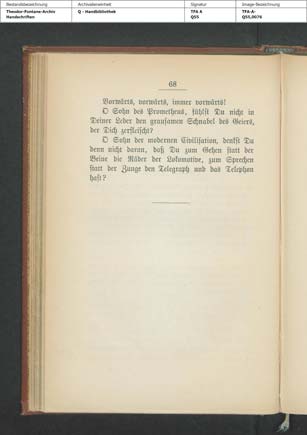 Bestandsbezeichnung Archivalieneinheit Signatur Image-Bezeichnung
Theodor-Fontane-Archiv Q - Handbibliothek TFA A TFA-A-
Handschriften Q55 Q55,0076
68
Vorwärts, vorwärts, immer vorwärts!
O Sohn des Prometheus, fühlst Du nicht in
Deiner Leber den grausamen Schnabel des Geiers,
der Dich zerfleischt?
O Sohn der modernen Civilisation, denkst Du
denn nicht daran, daß Du zum Gehen statt der
Beine die Räder der Lokomotive, zum Sprechen
statt der Zunge den Telegraph und das Telephon
hast?